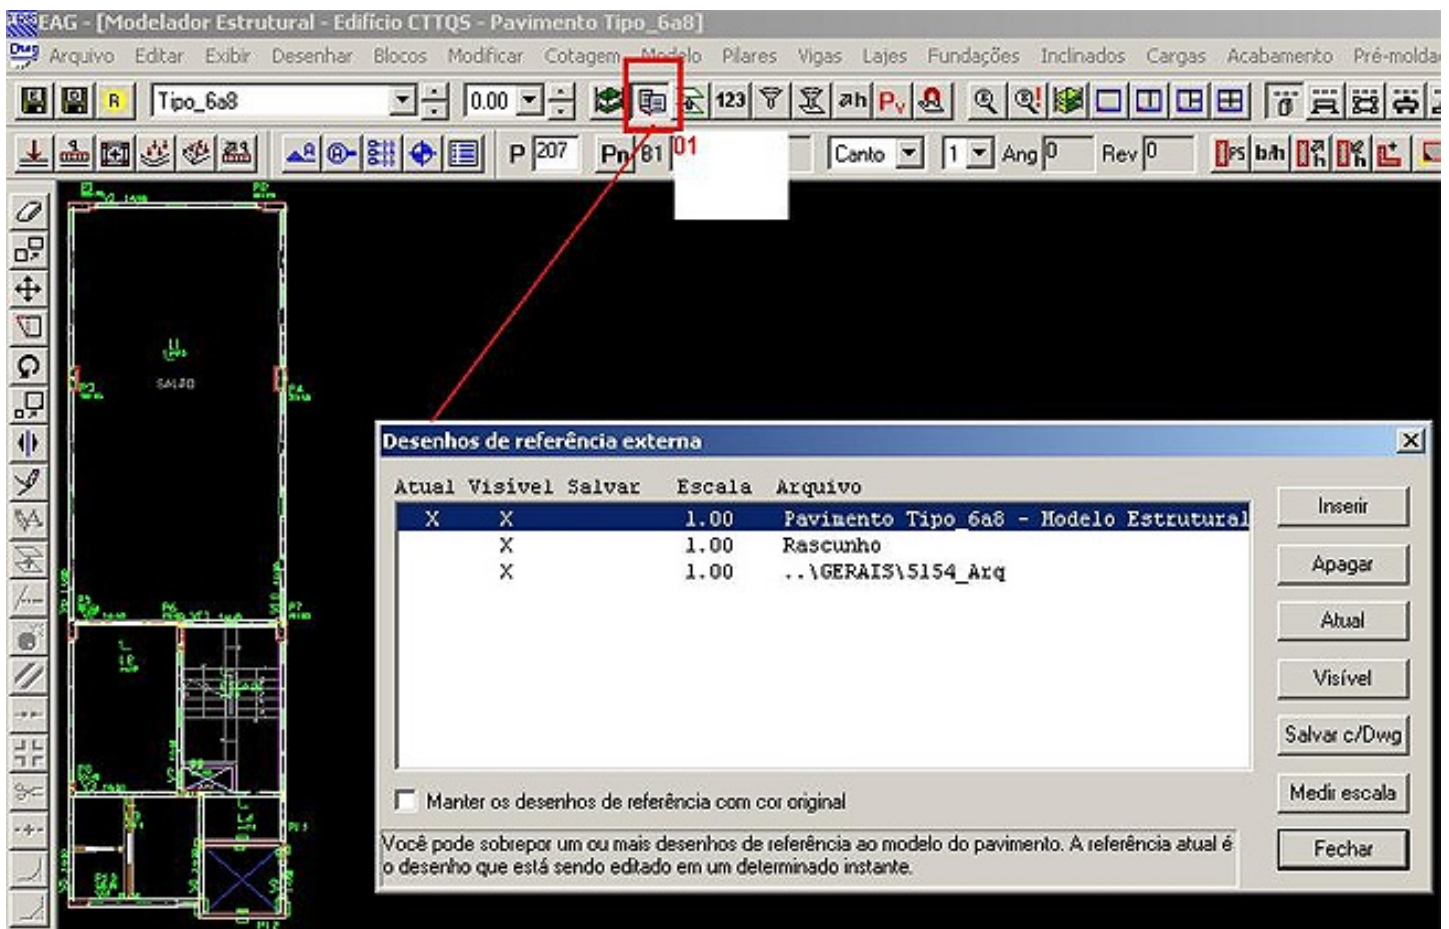 EAG - [Modelador Estrutural - Edifício CTTQS - Pavimento Tipo_6a8]
Dwg Arquivo Editar Exibir Desenhar Blocos Modificar Cotagem Modelo Pilares Vigas Lajes Fundações Inclinados Cargas Acabamento Pré-molda
R Tipo_6a8 0.00 123 Pv
P 207 Pn B1 01 Canto 1 Ang 0 Rev 0 PS b/h
SALÃO
Desenhos de referência externa
Atual Visível Salvar Escala Arquivo
X X 1.00 Pavimento Tipo_6a8 - Modelo Estrutural
X 1.00 Rascunho
X 1.00 ..\GERAIS\5154_Arq
Inserir
Apagar
Atual
Visível
Salvar c/Dwg
Medir escala
Fechar
Manter os desenhos de referência com cor original
Você pode sobrepor um ou mais desenhos de referência ao modelo do pavimento. A referência atual é
o desenho que está sendo editado em um determinado instante.